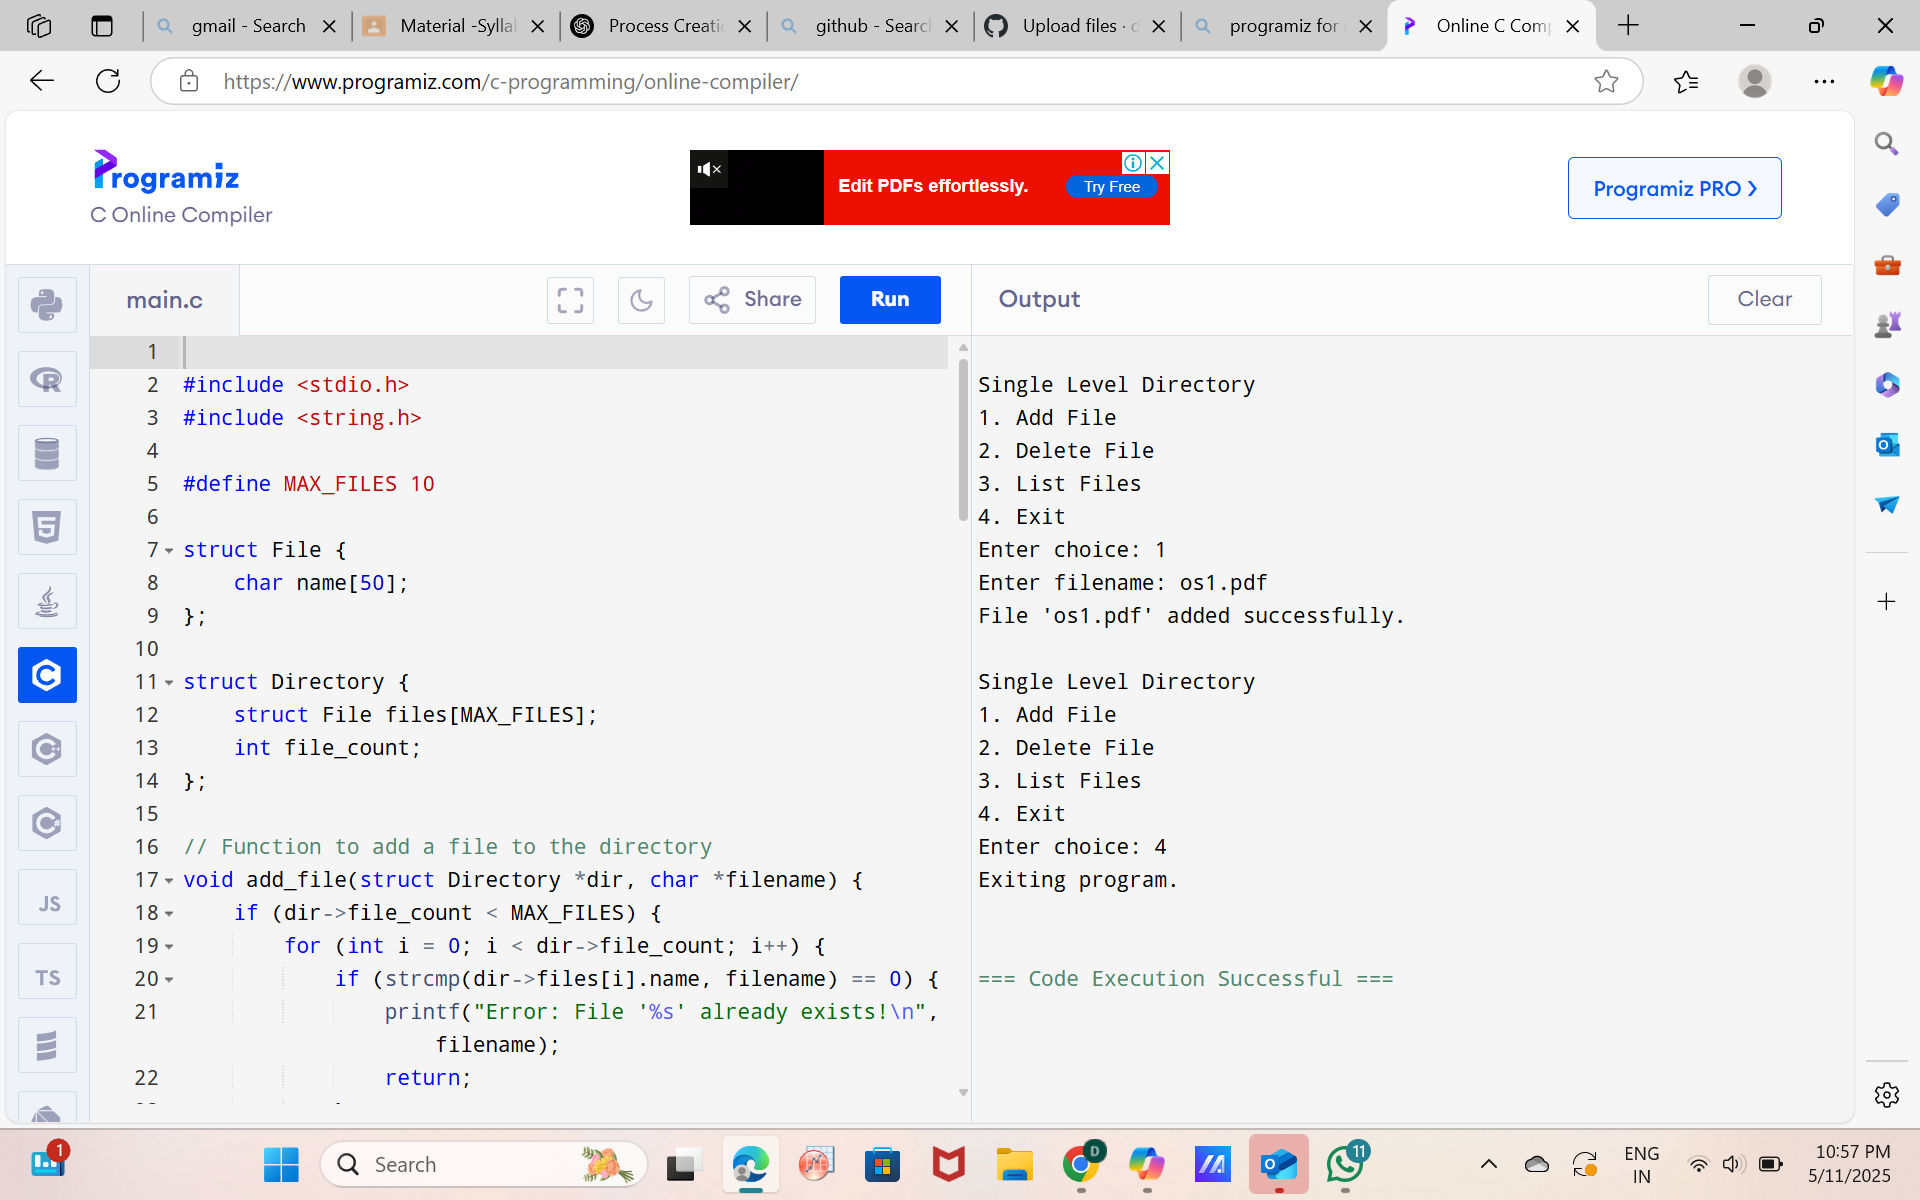 gmail - Search
Material -Syllal
Process Creatic
github - Search
Upload files · d
programiz for
Online C Comp
https://www.programiz.com/c-programming/online-compiler/
Programiz
C Online Compiler
Edit PDFs effortlessly.
Try Free
Programiz PRO
main.c
Share
Run
Output
Clear
1
2 #include <stdio.h>
3 #include <string.h>
4
5 #define MAX_FILES 10
6
7 struct File {
8 char name[50];
9 };
10
11 struct Directory {
12 struct File files[MAX_FILES];
13 int file_count;
14 };
15
16 // Function to add a file to the directory
17 void add_file(struct Directory *dir, char *filename) {
18 if (dir->file_count < MAX_FILES) {
19 for (int i = 0; i < dir->file_count; i++) {
20 if (strcmp(dir->files[i].name, filename) == 0) {
21 printf("Error: File '%s' already exists!\n",
filename);
22 return;
Single Level Directory
1. Add File
2. Delete File
3. List Files
4. Exit
Enter choice: 1
Enter filename: os1.pdf
File 'os1.pdf' added successfully.
Single Level Directory
1. Add File
2. Delete File
3. List Files
4. Exit
Enter choice: 4
Exiting program.
=== Code Execution Successful ===
JS
TS
1
Search
D
11
ENG
IN
10:57 PM
5/11/2025